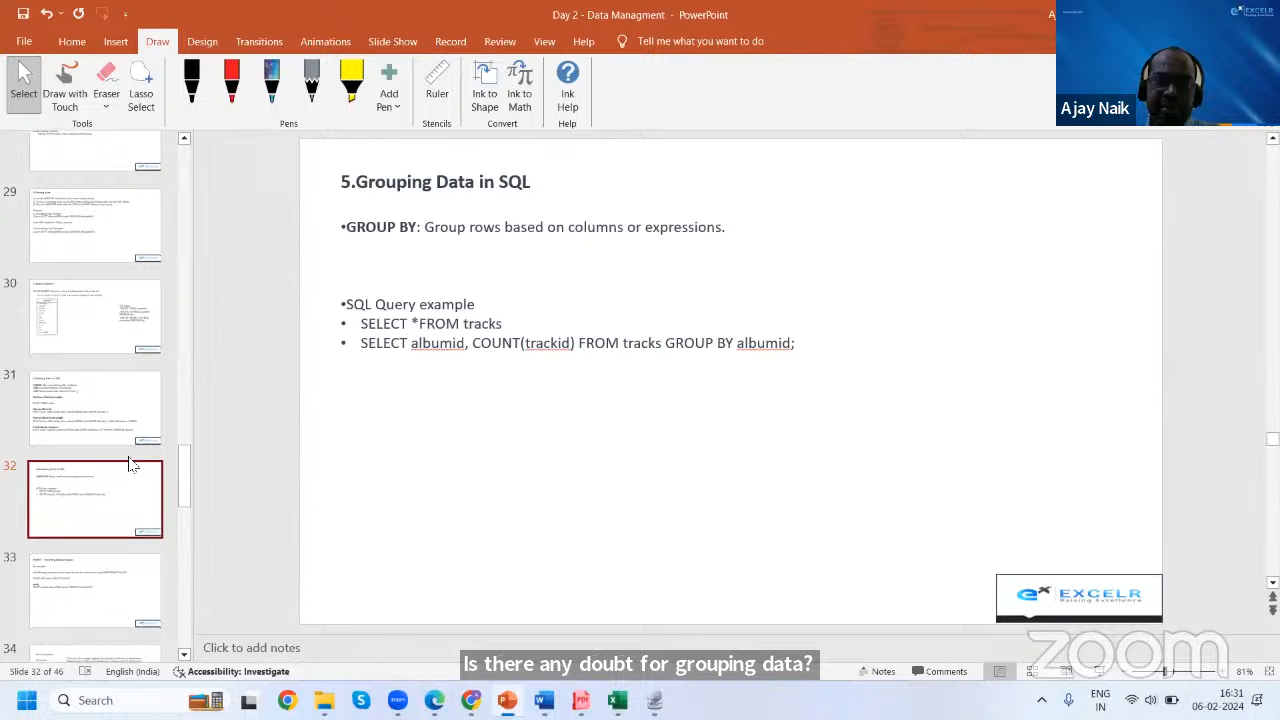 Day 2 - Data Managment - PowerPoint
File
Home
Insert
Draw
Design
Transitions
Animations
Slide Show
Record
Review
View
Help
Tell me what you want to do
EXCELR
Ajay Naik
Select
Draw with Touch
Eraser
Lasso Select
Add Pen
Ruler
Ink to Shape
Ink to Math
Ink Help
Tools
Pens
Stencils
Convert
Help
29
30
31
32
33
34
5.Grouping Data in SQL
•GROUP BY: Group rows based on columns or expressions.
•SQL Query example
• SELECT *FROM tracks
• SELECT albumid, COUNT(trackid) FROM tracks GROUP BY albumid;
EXCELR
Raising Excellence
Click to add notes
zoom
Is there any doubt for grouping data?
Slide 32 of 46
English (India)
Accessibility: Investigate
Notes
Comments
81%
Search
ENG
IN
16:31
06-02-2024